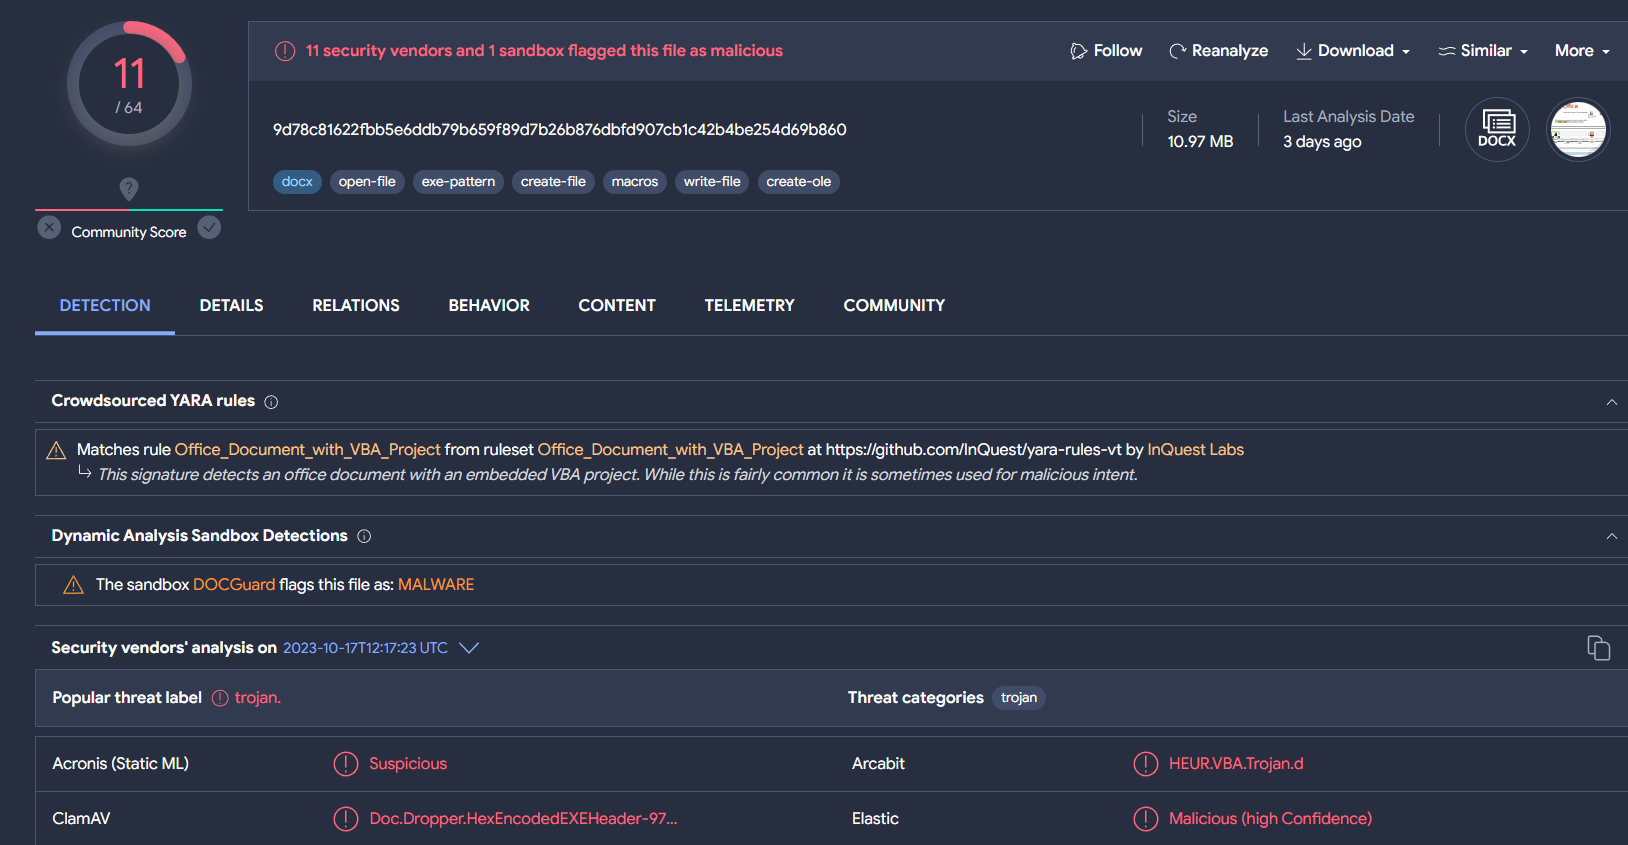 11
/ 64
?
Community Score
11 security vendors and 1 sandbox flagged this file as malicious
Follow
Reanalyze
Download
Similar
More
9d78c81622fbb5e6ddb79b659f89d7b26b876dbfd907cb1c42b4be254d69b860
Size
10.97 MB
Last Analysis Date
3 days ago
DOCX
docx
open-file
exe-pattern
create-file
macros
write-file
create-ole
DETECTION
DETAILS
RELATIONS
BEHAVIOR
CONTENT
TELEMETRY
COMMUNITY
Crowdsourced YARA rules
Matches rule Office_Document_with_VBA_Project from ruleset Office_Document_with_VBA_Project at https://github.com/InQuest/yara-rules-vt by InQuest Labs
This signature detects an office document with an embedded VBA project. While this is fairly common it is sometimes used for malicious intent.
Dynamic Analysis Sandbox Detections
The sandbox DOCGuard flags this file as: MALWARE
Security vendors' analysis on 2023-10-17T12:17:23 UTC
Popular threat label trojan.
Threat categories trojan
Acronis (Static ML)
Suspicious
Arcabit
HEUR.VBA.Trojan.d
ClamAV
Doc.Dropper.HexEncodedEXEHeader-97...
Elastic
Malicious (high Confidence)